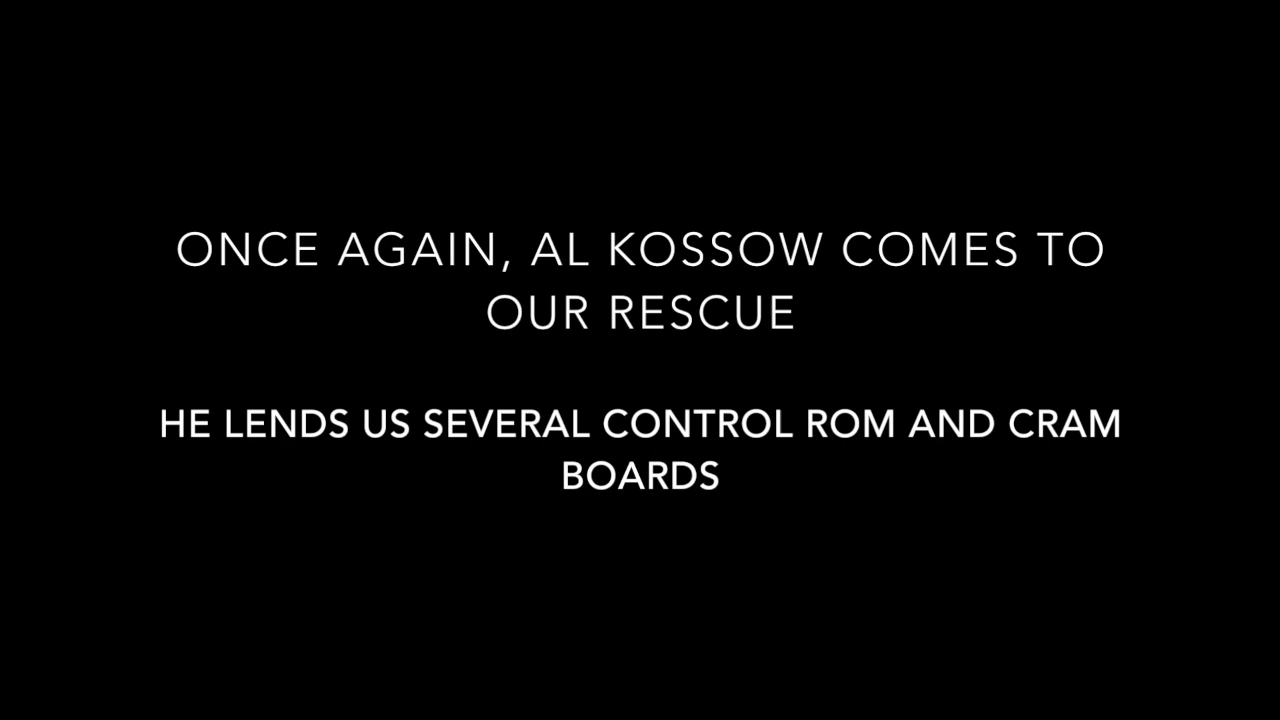 ONCE AGAIN, AL KOSSOW COMES TO
OUR RESCUE
HE LENDS US SEVERAL CONTROL ROM AND CRAM
BOARDS